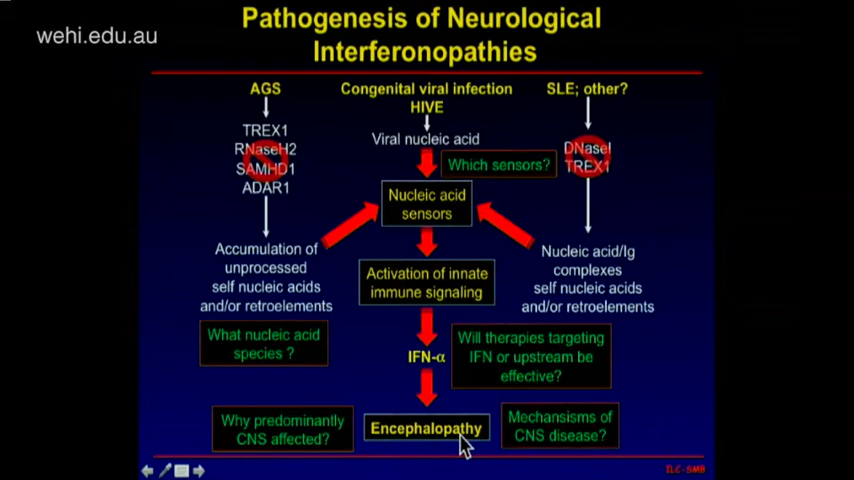 wehi.edu.au
Pathogenesis of Neurological
Interferonopathies
AGS
TREX1
RNaseH2
SAMHD1
ADAR1
Accumulation of
unprocessed
self nucleic acids
and/or retroelements
What nucleic acid
species ?
Congenital viral infection
HIVE
Viral nucleic acid
Which sensors?
Nucleic acid
sensors
Activation of innate
immune signaling
IFN-α
Encephalopathy
SLE; other?
DNaseI
TREX1
Nucleic acid/Ig
complexes
self nucleic acids
and/or retroelements
Will therapies targeting
IFN or upstream be
effective?
Why predominantly
CNS affected?
Mechanisms of
CNS disease?
ILC-SMB